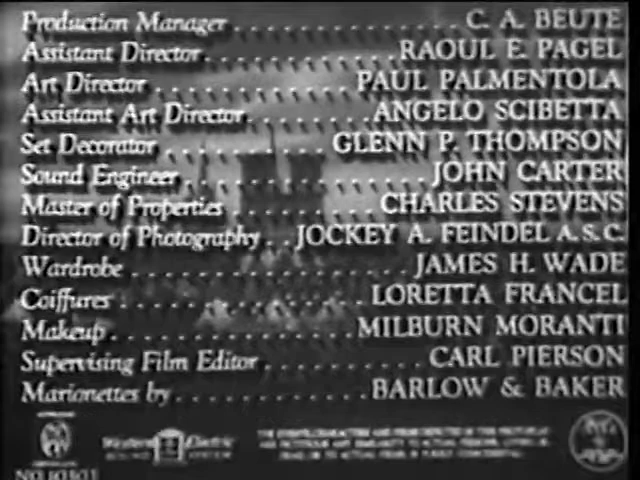 Production Manager . . . . . . . . . . . . . . . . . . C. A. BEUTE
Assistant Director . . . . . . . . . . . . . . . RAOUL E. PAGEL
Art Director . . . . . . . . . . . . . . . PAUL PALMENTOLA
Assistant Art Director . . . . . . . . . ANGELO SCIBETTA
Set Decorator . . . . . . . . . . . . GLENN P. THOMPSON
Sound Engineer . . . . . . . . . . . . . . . . . JOHN CARTER
Master of Properties . . . . . . . . . . CHARLES STEVENS
Director of Photography . . JOCKEY A. FEINDEL A.S.C.
Wardrobe . . . . . . . . . . . . . . . . . . . . JAMES H. WADE
Coiffures . . . . . . . . . . . . . . . . . LORETTA FRANCEL
Makeup . . . . . . . . . . . . . . . . . MILBURN MORANTI
Supervising Film Editor . . . . . . . . . . . CARL PIERSON
Marionettes by . . . . . . . . . . . . . BARLOW & BAKER
Western Electric
SOUND SYSTEM